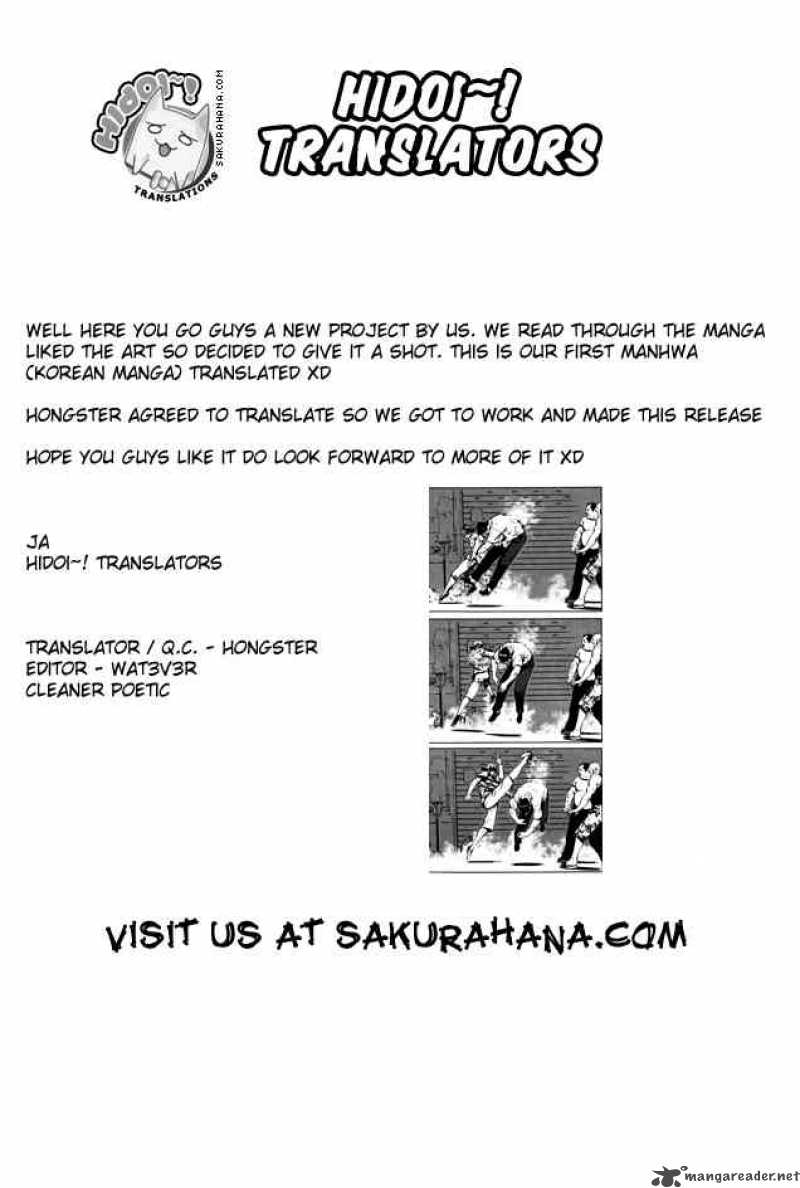 HIDOI~!
SAKURAHANA.COM
TRANSLATIONS
HIDOI~!
TRANSLATORS
WELL HERE YOU GO GUYS A NEW PROJECT BY US. WE READ THROUGH THE MANGA
LIKED THE ART SO DECIDED TO GIVE IT A SHOT. THIS IS OUR FIRST MANHWA
(KOREAN MANGA) TRANSLATED XD
HONGSTER AGREED TO TRANSLATE SO WE GOT TO WORK AND MADE THIS RELEASE
HOPE YOU GUYS LIKE IT DO LOOK FORWARD TO MORE OF IT XD
JA
HIDOI~! TRANSLATORS
TRANSLATOR / Q.C. - HONGSTER
EDITOR - WAT3V3R
CLEANER POETIC
VISIT US AT SAKURAHANA.COM
mangareader.net